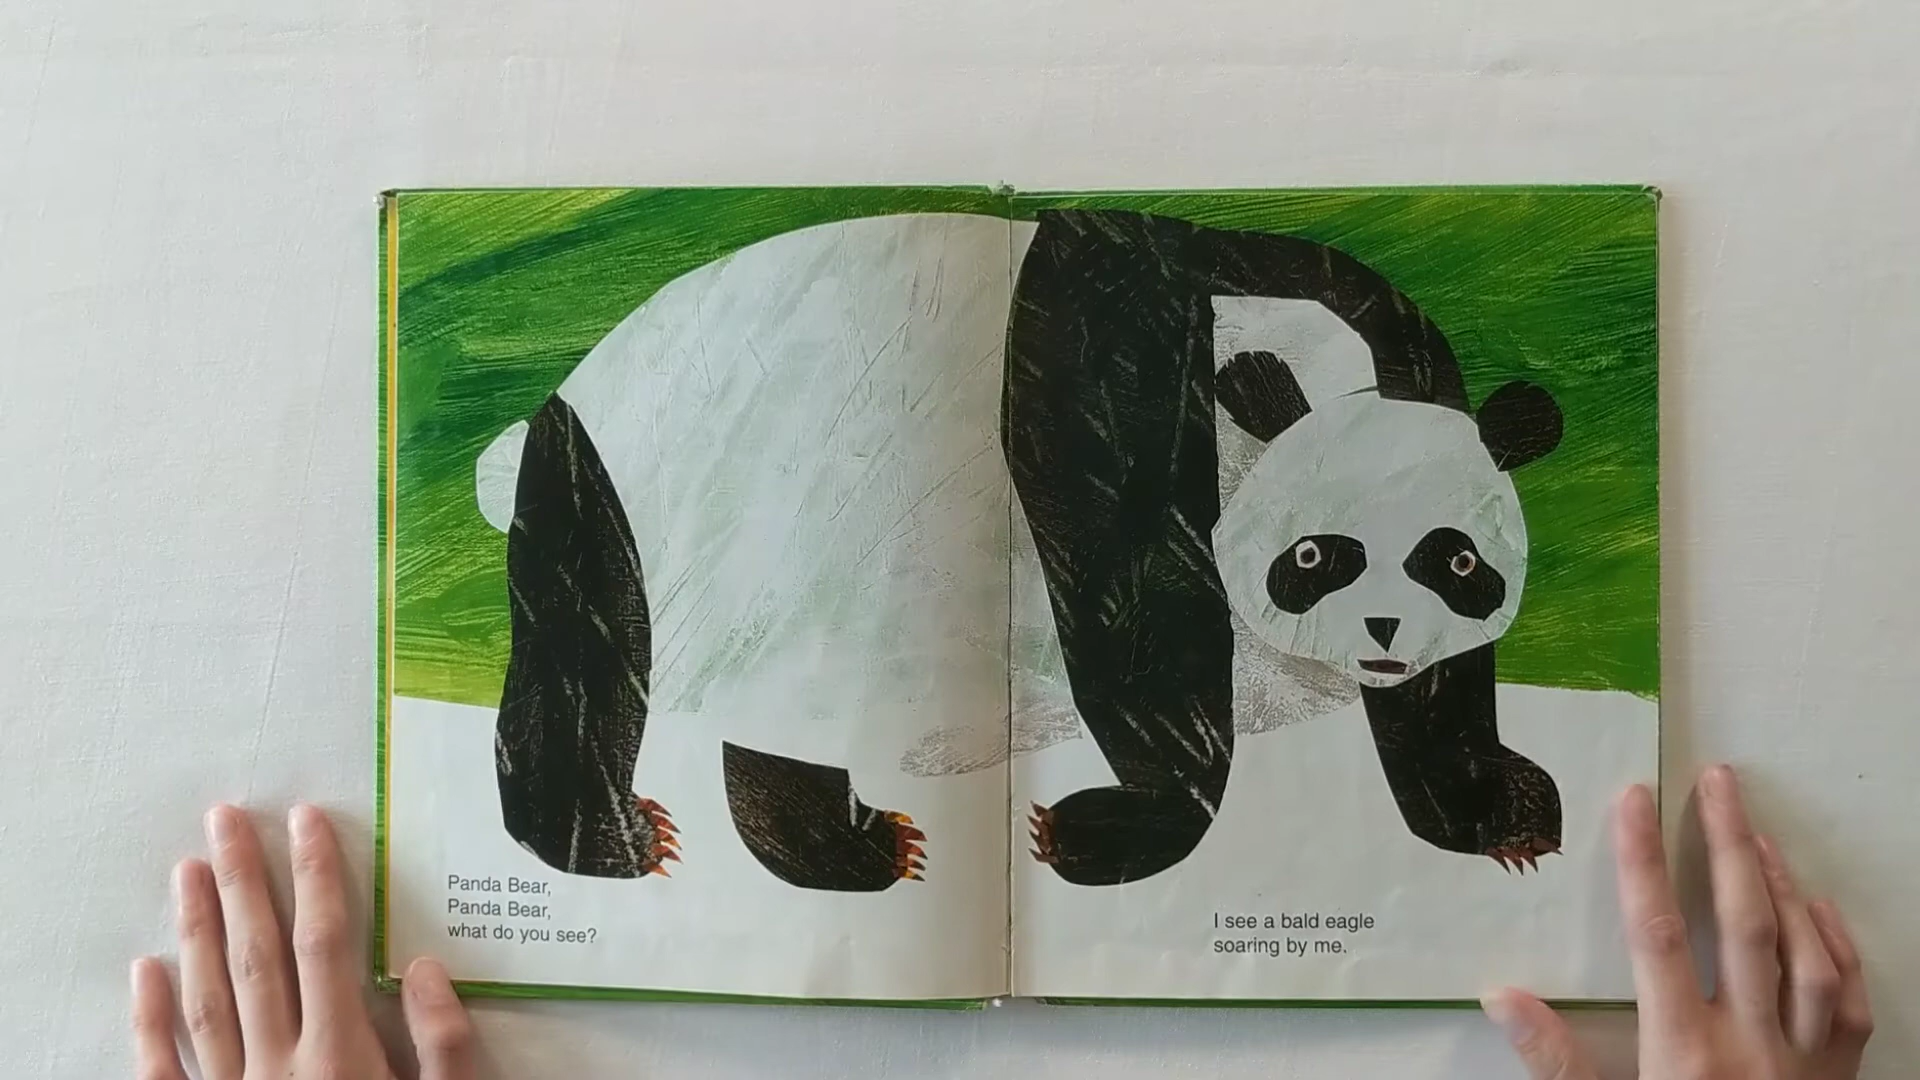 Panda Bear,
Panda Bear,
what do you see?
I see a bald eagle
soaring by me.